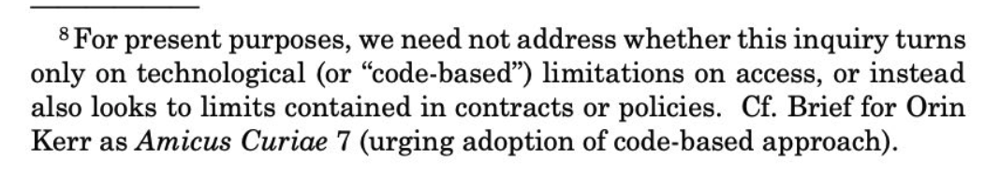 8 For present purposes, we need not address whether this inquiry turns
only on technological (or “code-based”) limitations on access, or instead
also looks to limits contained in contracts or policies. Cf. Brief for Orin
Kerr as Amicus Curiae 7 (urging adoption of code-based approach).